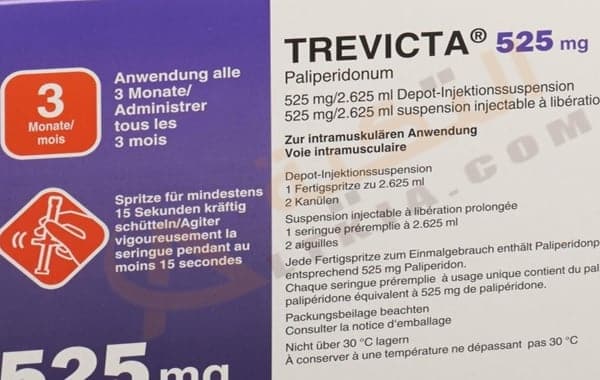 3
Monate/
mois
Anwendung alle
3 Monate/
Administrer
tous les
3 mois
Spritze für mindestens
15 Sekunden kräftig
schütteln/Agiter
vigoureusement la
seringue pendant au
moins 15 secondes
525 mg
TREVICTA® 525 mg
Paliperidonum
525 mg/2.625 ml Depot-Injektionssuspension
525 mg/2.625 ml suspension injectable à libération
Zur intramuskulären Anwendung
Voie intramusculaire
Depot-Injektionssuspension
1 Fertigspritze zu 2.625 ml
2 Kanülen
Suspension injectable à libération prolongée
1 seringue préremplie à 2.625 ml
2 aiguilles
Jede Fertigspritze zum Einmalgebrauch enthält Paliperidonp
entsprechend 525 mg Paliperidon.
Chaque seringue préremplie à usage unique contient du pal
palipéridone équivalent à 525 mg de palipéridone.
Packungsbeilage beachten
Consulter la notice d'emballage
Nicht über 30 °C lagern
À conserver à une température ne dépassant pas 30 °C